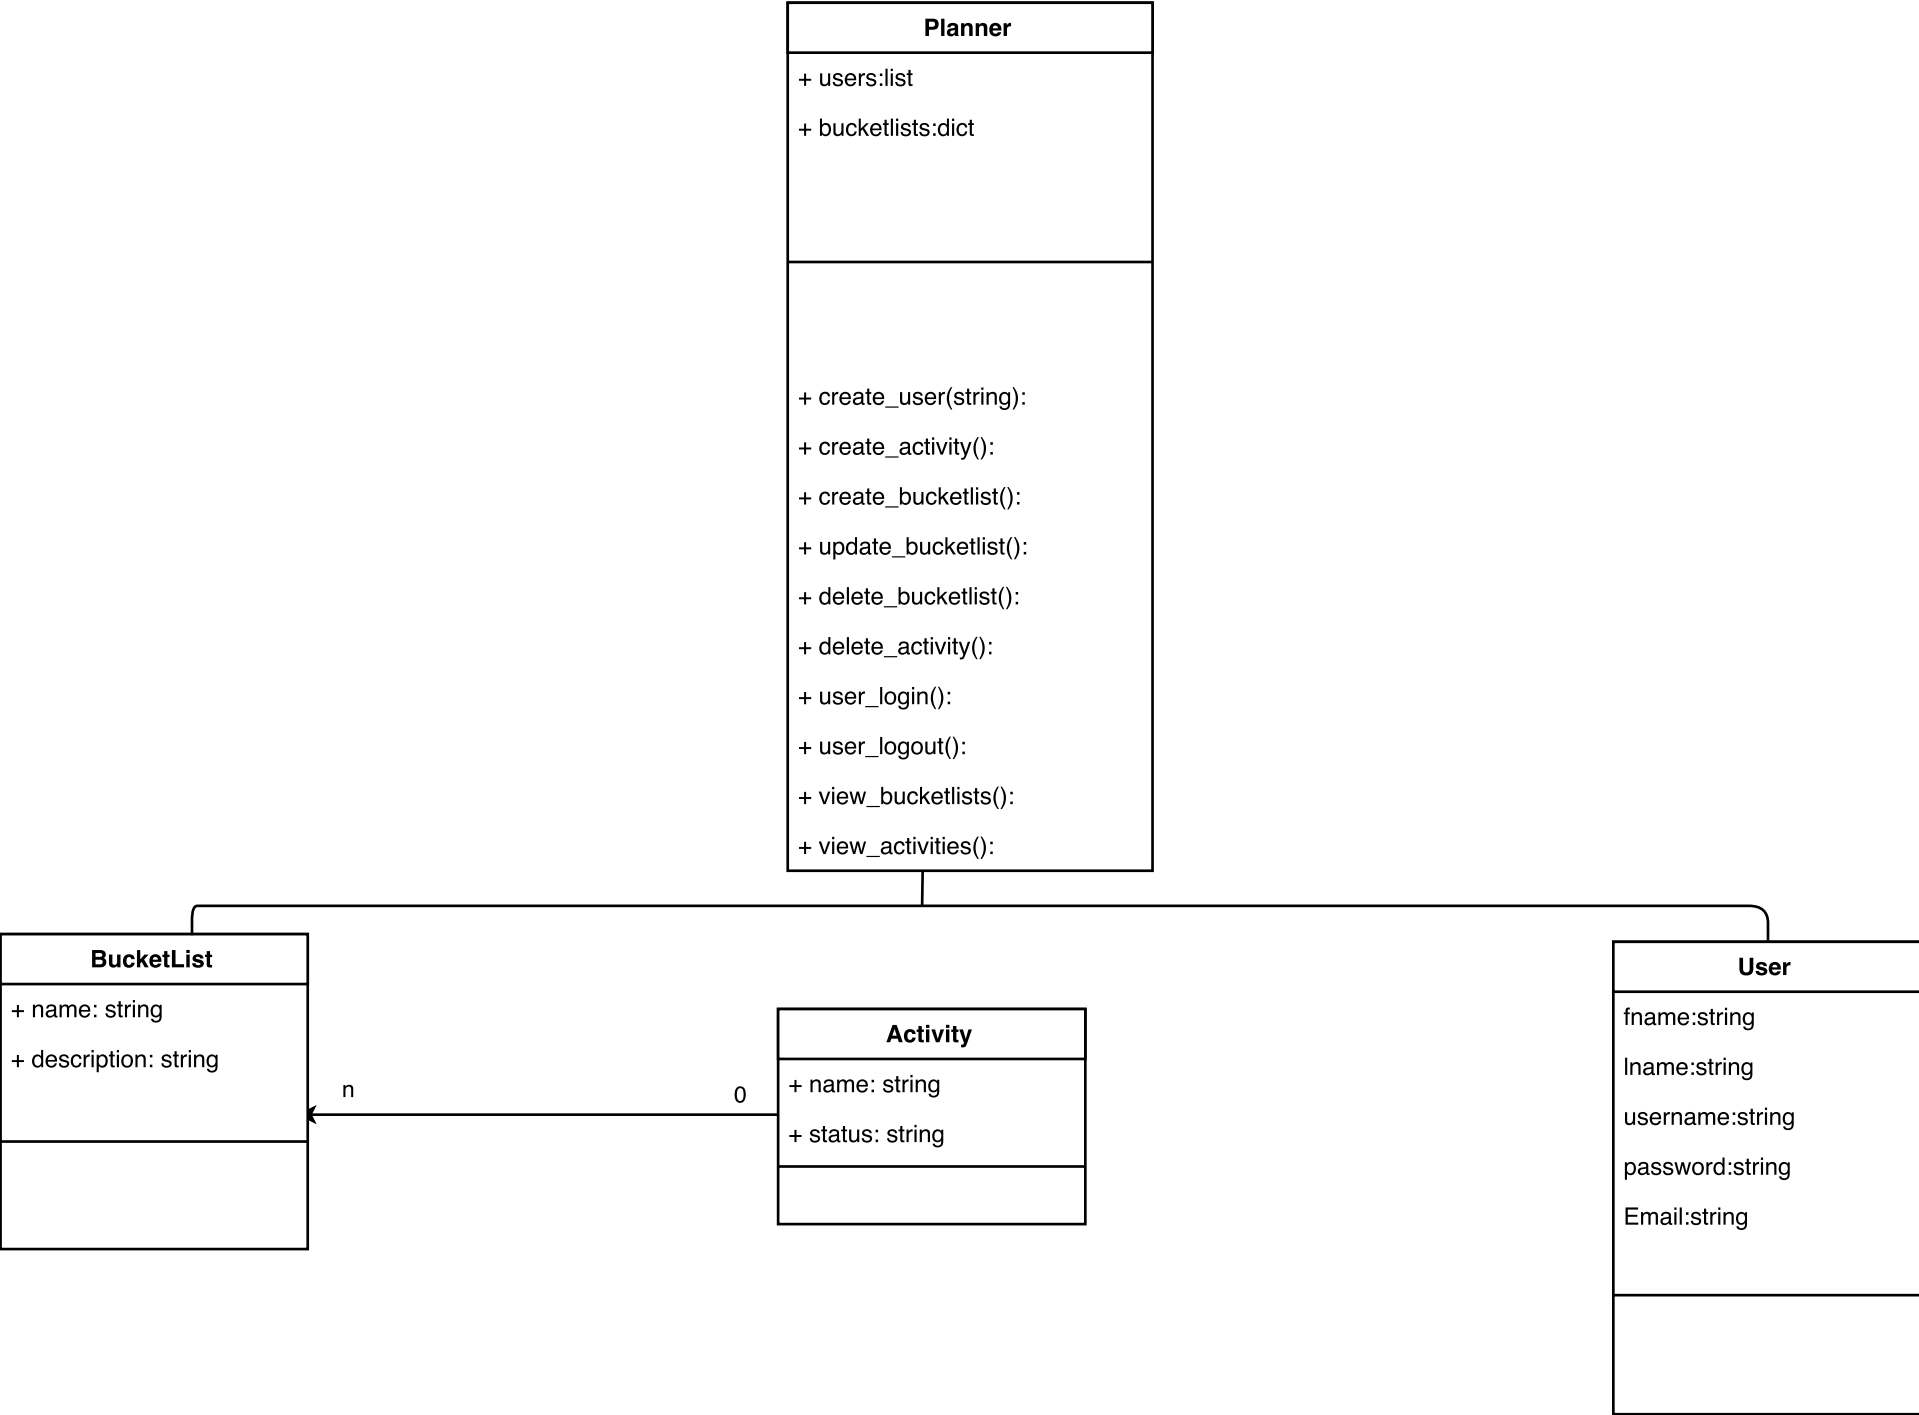 Planner
+ users:list
+ bucketlists:dict
+ create_user(string):
+ create_activity():
+ create_bucketlist():
+ update_bucketlist():
+ delete_bucketlist():
+ delete_activity():
+ user_login():
+ user_logout():
+ view_bucketlists():
+ view_activities():
BucketList
+ name: string
+ description: string
n
0
Activity
+ name: string
+ status: string
User
fname:string
lname:string
username:string
password:string
Email:string